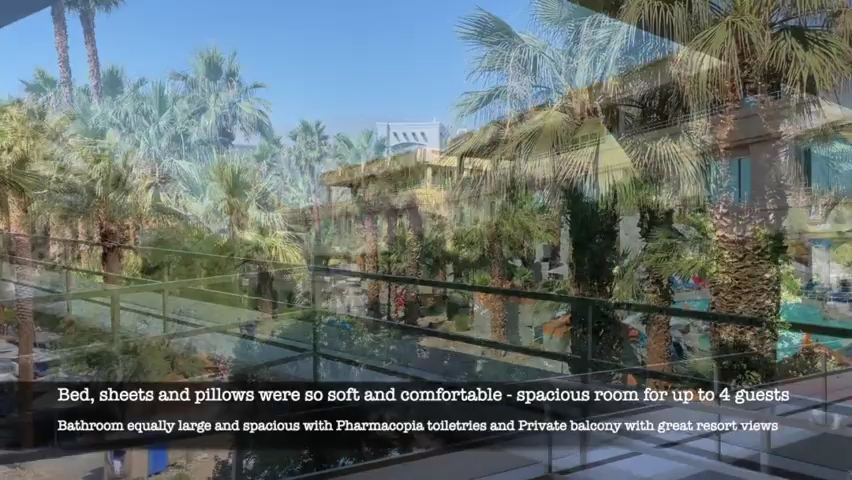 Bed, sheets and pillows were so soft and comfortable - spacious room for up to 4 guests
Bathroom equally large and spacious with Pharmacopia toiletries and Private balcony with great resort views